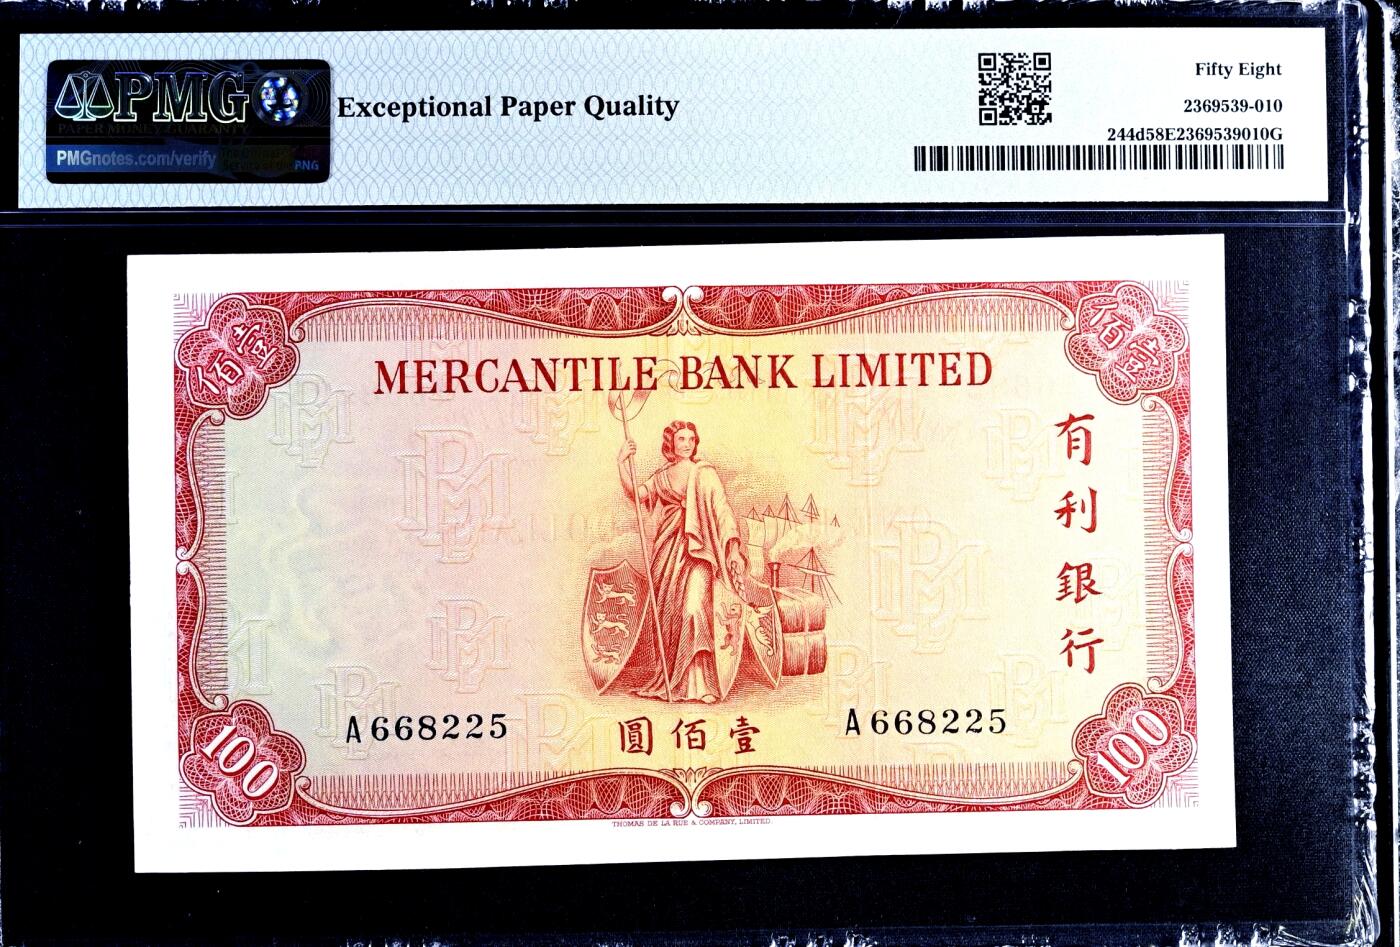 PMG
PAPER MONEY GUARANTY
PMGnotes.com/verify
PNG
Exceptional Paper Quality
Fifty Eight
2369539-010
244d58E2369539010G
佰壹
佰壹
MERCANTILE BANK LIMITED
有利銀行
A668225
A668225
圓佰壹
100
100
THOMAS DE LA RUE & COMPANY, LIMITED.